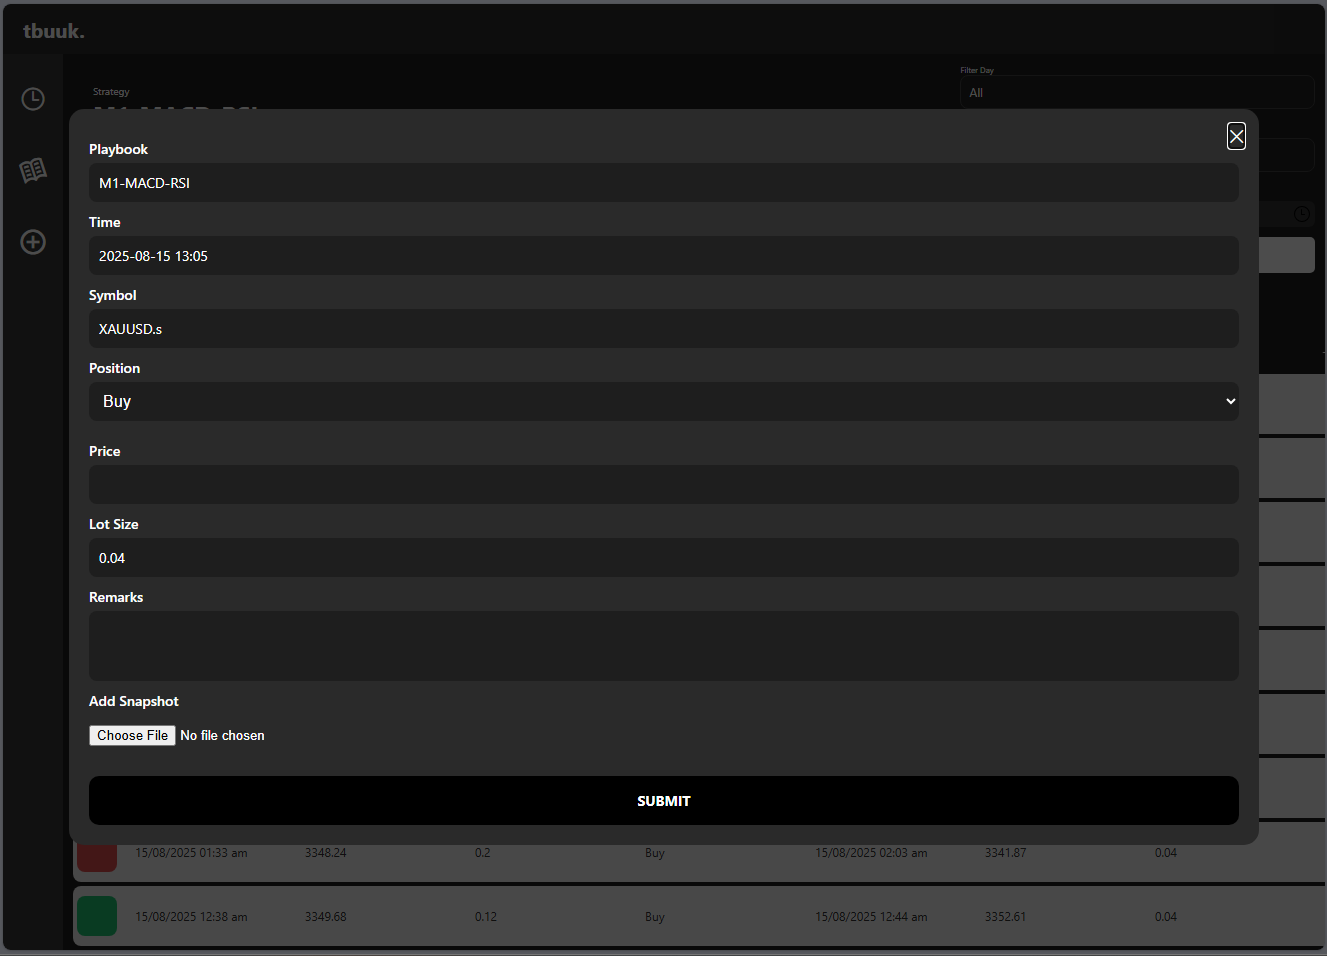 tbuuk.
Strategy
M1-MACD-RSI
Filter Day
All
Playbook
M1-MACD-RSI
Time
2025-08-15 13:05
Symbol
XAUUSD.s
Position
Buy
Price
Lot Size
0.04
Remarks
Add Snapshot
Choose File No file chosen
SUBMIT
15/08/2025 01:33 am 3348.24 0.2 Buy 15/08/2025 02:03 am 3341.87 0.04
15/08/2025 12:38 am 3349.68 0.12 Buy 15/08/2025 12:44 am 3352.61 0.04